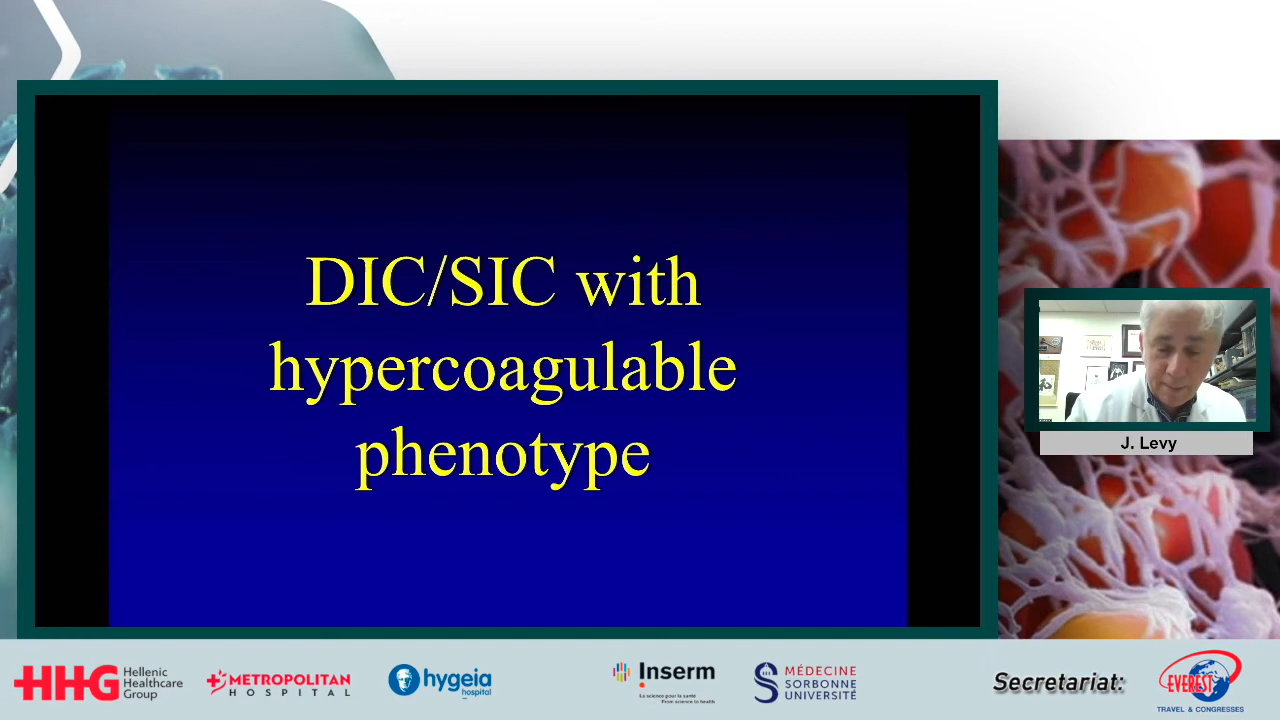 DIC/SIC with
hypercoagulable
phenotype
J. Levy
HHG
Hellenic
Healthcare
Group
METROPOLITAN
HOSPITAL
hygeia
hospital
Inserm
La science pour la santé
From science to health
MÉDECINE
SORBONNE
UNIVERSITÉ
Secretariat:
EVEREST
TRAVEL & CONGRESSES